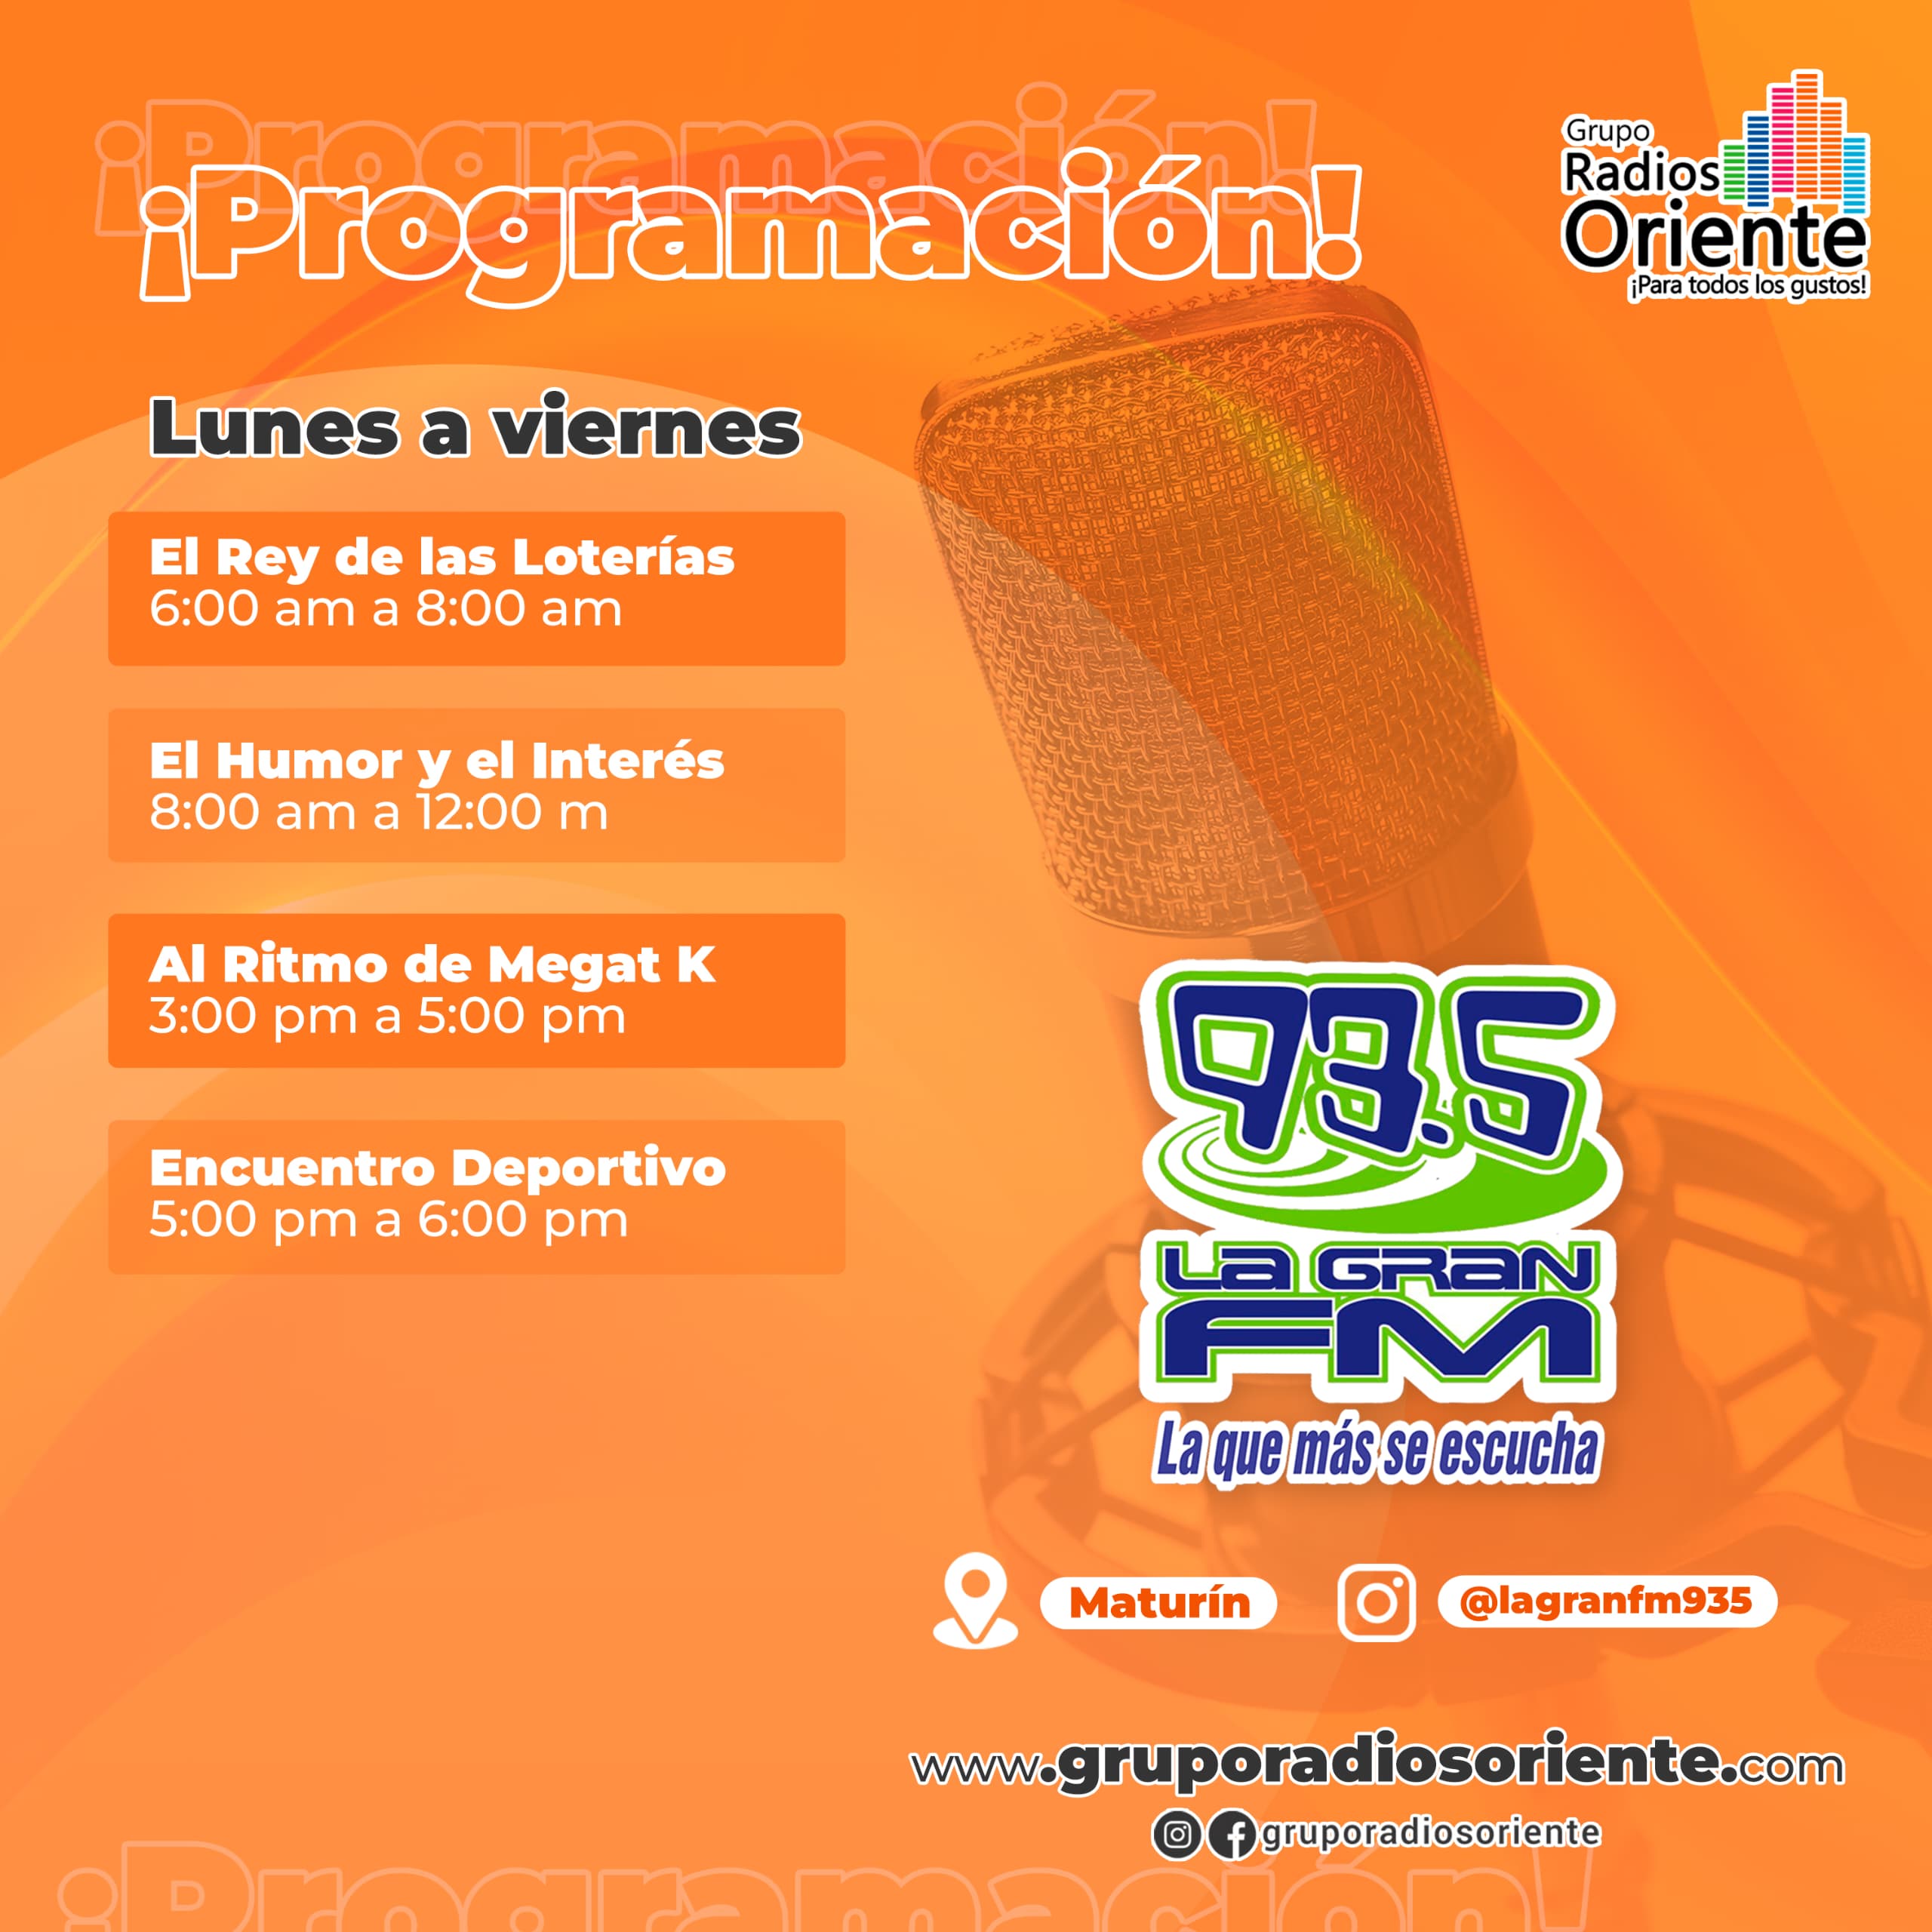 ¡Programación!
¡Programación!
Grupo
Radios
Oriente
¡Para todos los gustos!
Lunes a viernes
El Rey de las Loterías
6:00 am a 8:00 am
El Humor y el Interés
8:00 am a 12:00 m
Al Ritmo de Megat K
3:00 pm a 5:00 pm
Encuentro Deportivo
5:00 pm a 6:00 pm
93.5
La Gran
FM
La que más se escucha
Maturín
@lagranfm935
www.gruporadiosoriente.com
gruporadiosoriente
¡Programación!